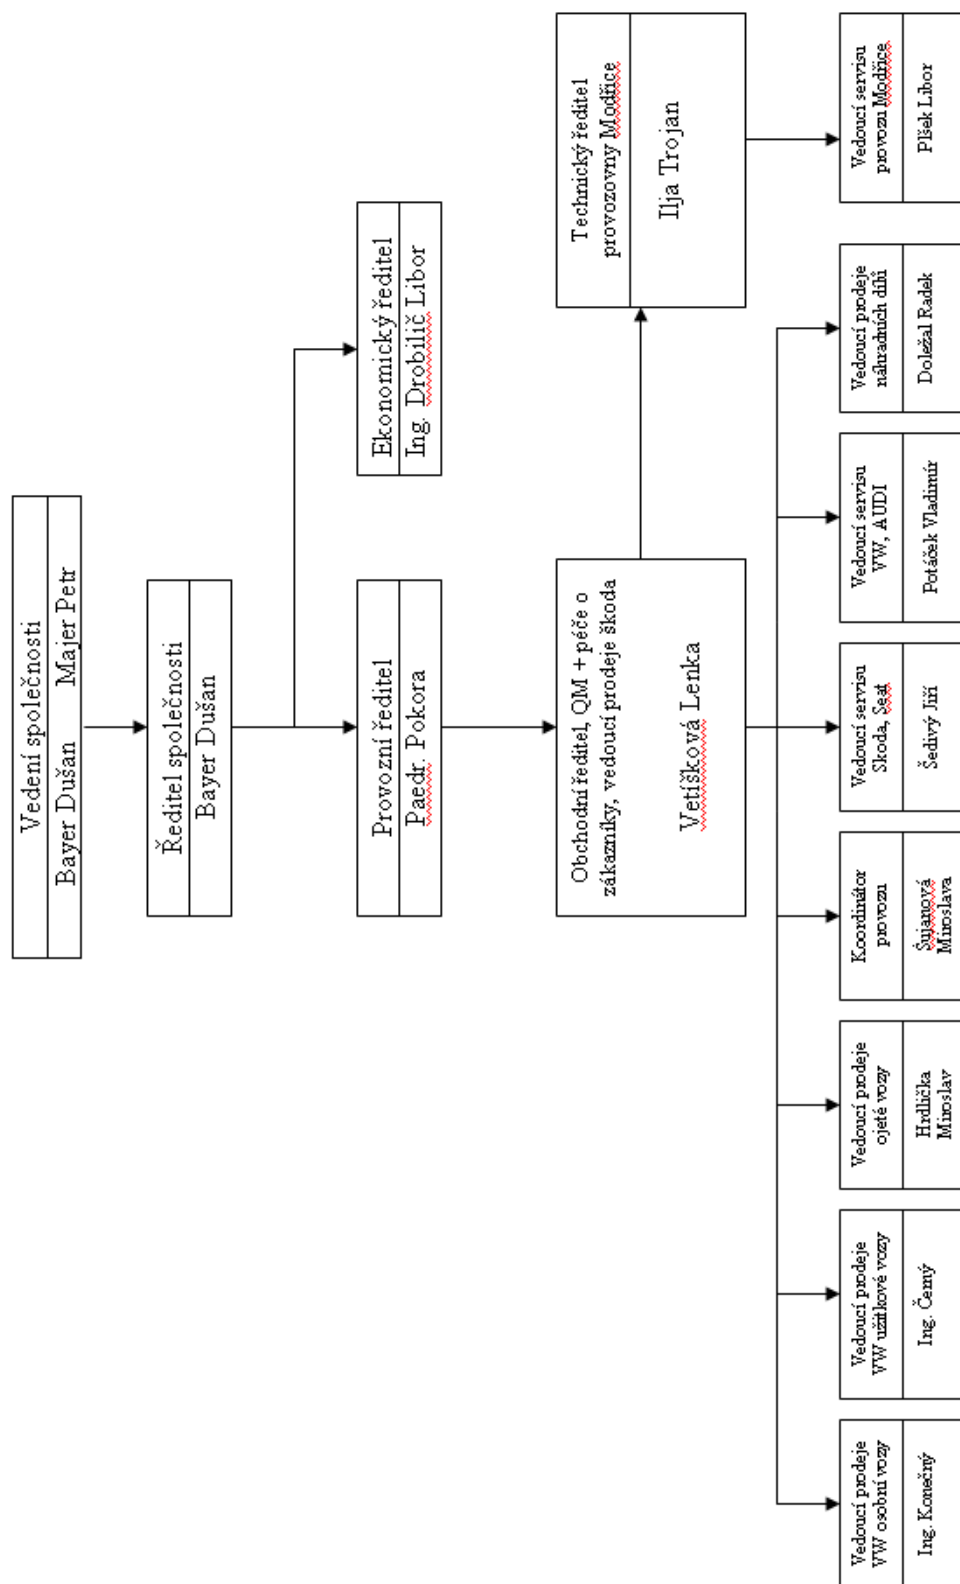 Vedení společnosti
Bayer Dušan Majer Petr
Ředitel společnosti
Bayer Dušan
Ekonomický ředitel
Ing. Drobilič Libor
Provozní ředitel
Paedr. Pokora
Obchodní ředitel, QM + péče o
zákazníky, vedoucí prodeje škoda
Vetíšková Lenka
Technický ředitel
provozovny Modřice
Ilja Trojan
Vedoucí prodeje
VW osobní vozy
Ing. Konečný
Vedoucí prodeje
VW užitkové vozy
Ing. Černý
Vedoucí prodeje
ojeté vozy
Hrdlička
Miroslav
Koordinátor
provozu
Šujanová
Miroslava
Vedoucí servisu
Škoda, Seat
Šedivý Jiří
Vedoucí servisu
VW, AUDI
Potáček Vladimír
Vedoucí prodeje
náhradních dílů
Doležal Radek
Vedoucí servisu
provozu Modřice
Plšek Libor